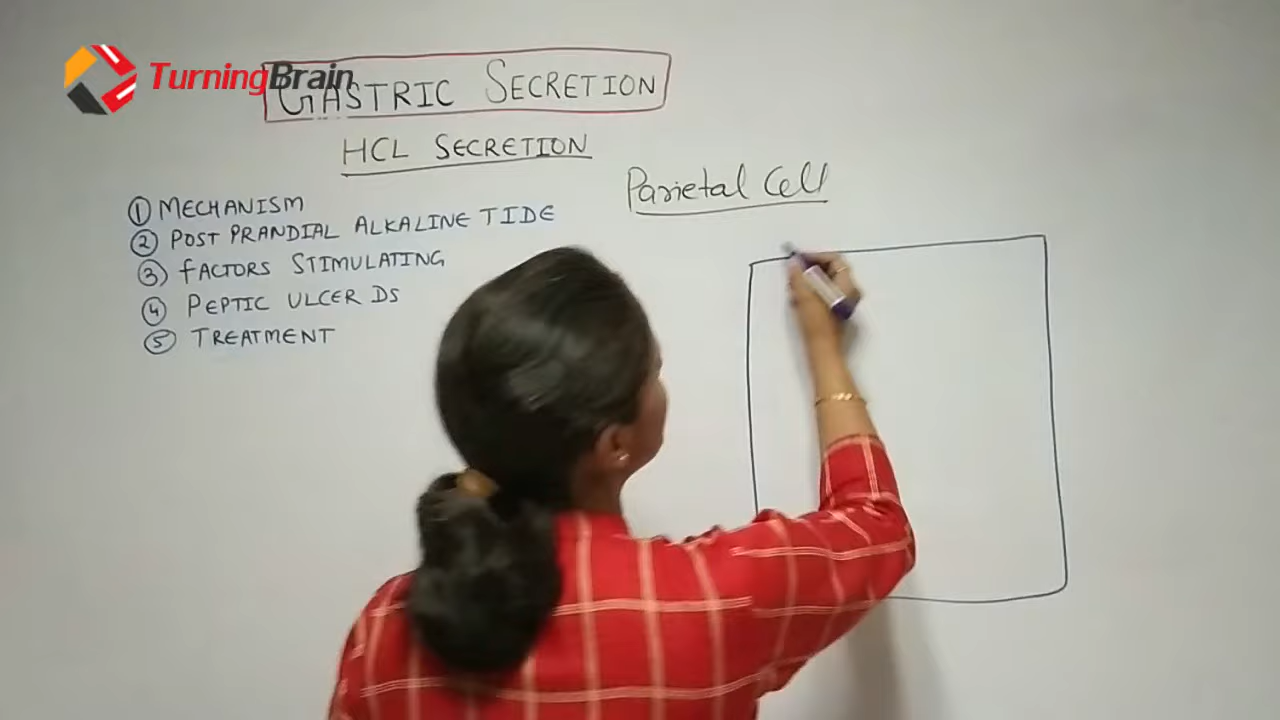 TurningBrain
GASTRIC SECRETION
HCL SECRETION
Parietal Cell
① MECHANISM
② POST PRANDIAL ALKALINE TIDE
③ FACTORS STIMULATING
④ PEPTIC ULCER DS
⑤ TREATMENT